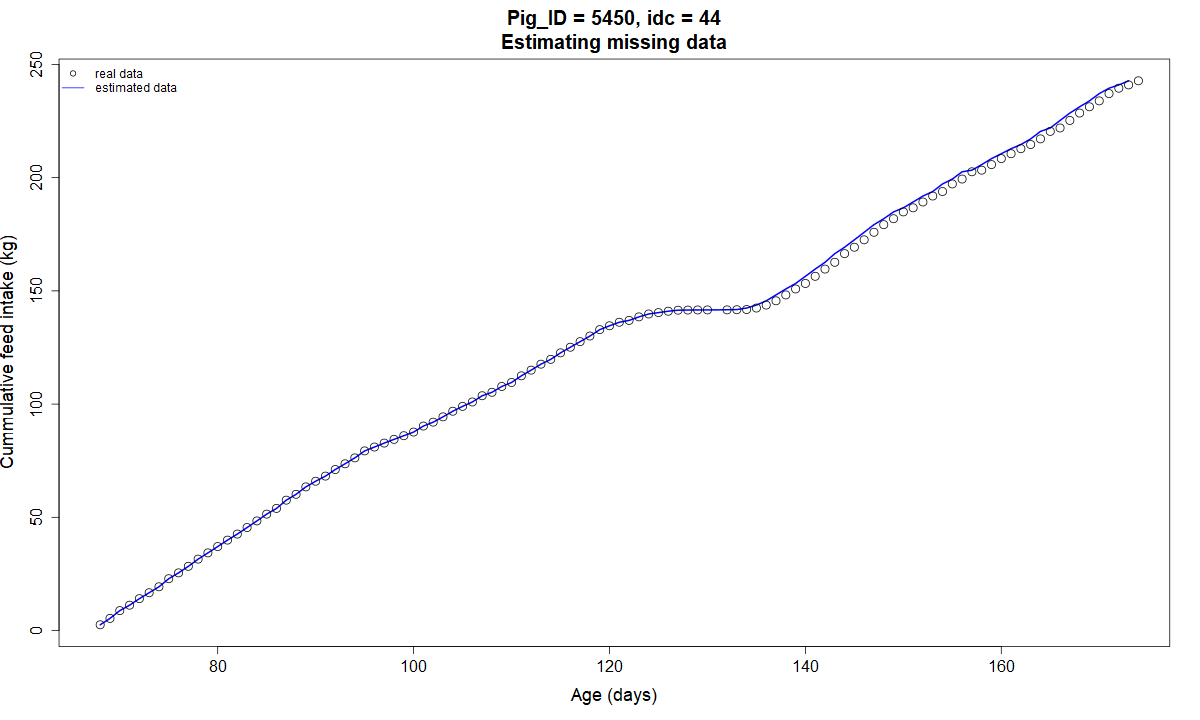 Pig_ID = 5450, idc = 44
Estimating missing data
real data
estimated data
Cummulative feed intake (kg)
250
200
150
100
50
0
80
100
120
140
160
Age (days)